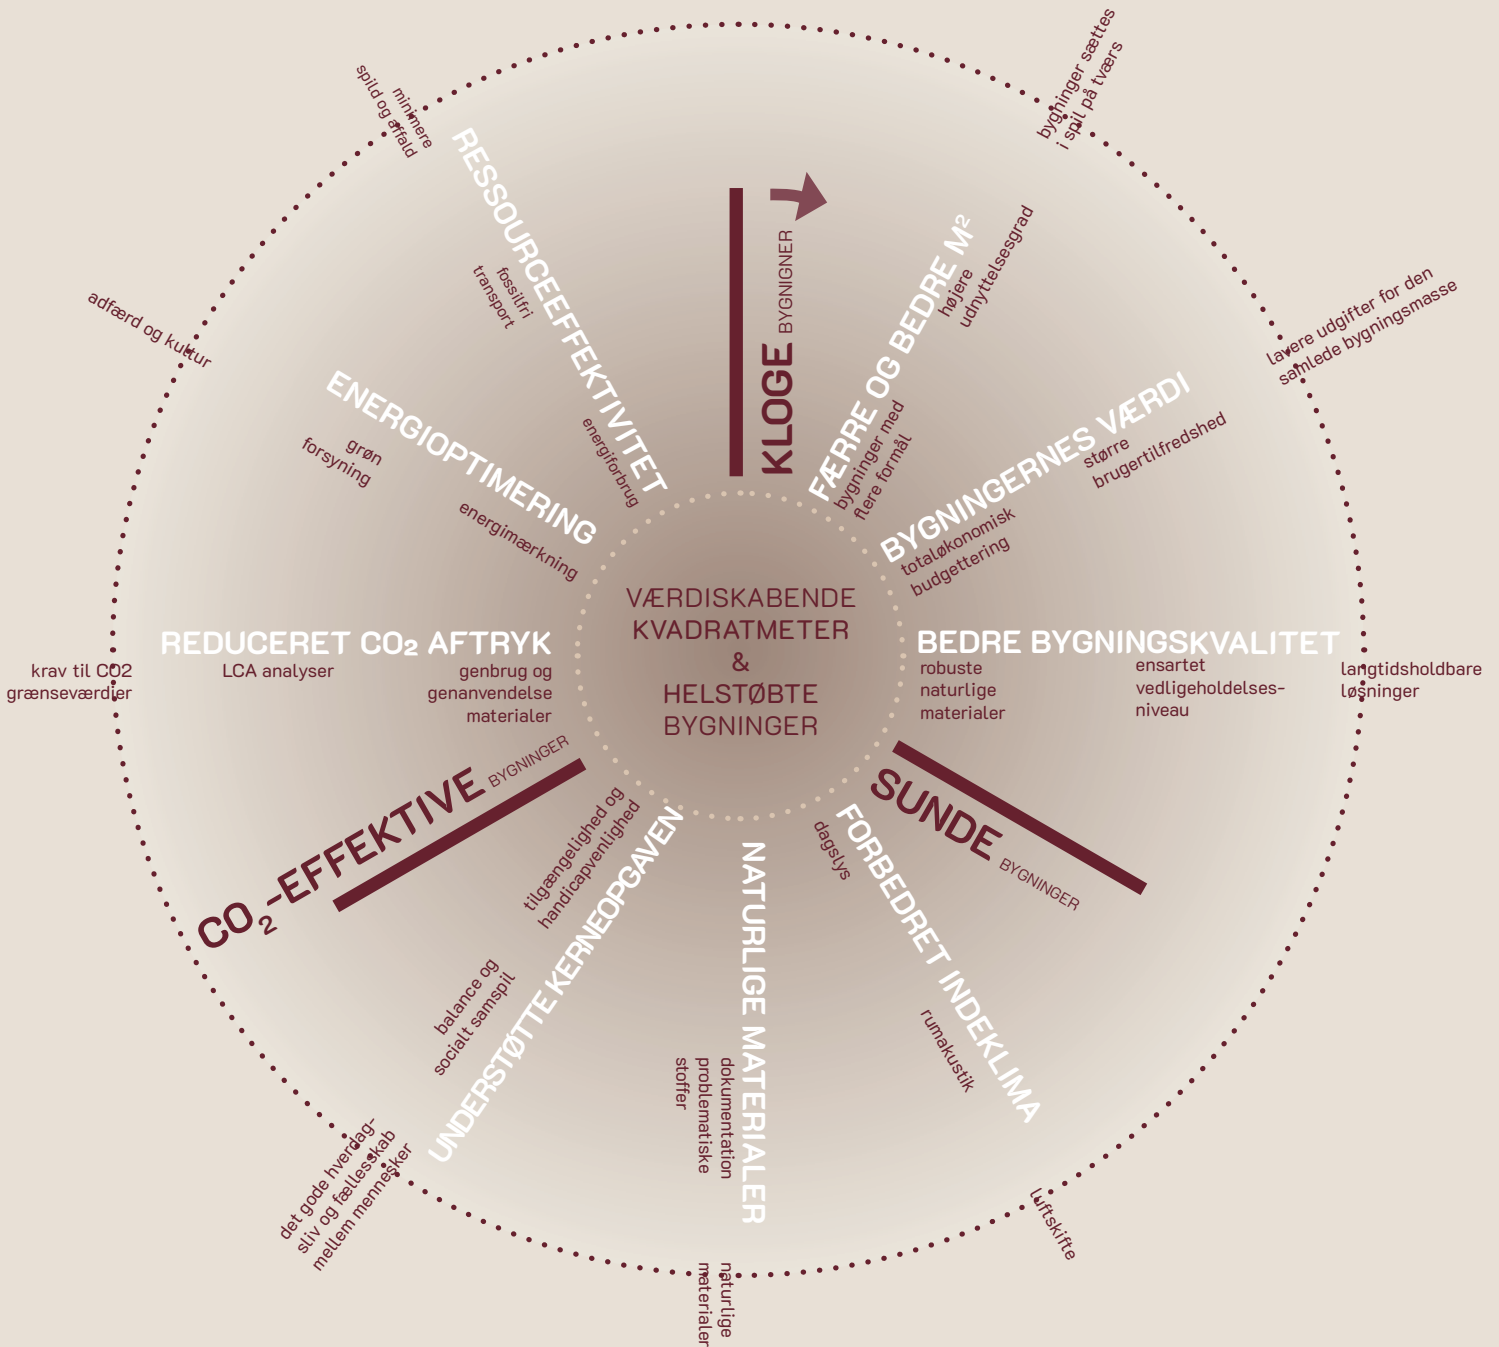 VÆRDISKABENDE
KVADRATMETER
&
HELSTØBTE
BYGNINGER
KLOGE BYGNIGNER
FÆRRE OG BEDRE M²
bygninger med
flere formål
højere
udnyttelsesgrad
bygninger sættes
i spil på tværs
BYGNINGERNES VÆRDI
totaløkonomisk
budgettering
større
brugertilfredshed
lavere udgifter for den
samlede bygningsmasse
BEDRE BYGNINGSKVALITET
robuste
naturlige
materialer
ensartet
vedligeholdelses-
niveau
langtidsholdbare
løsninger
SUNDE BYGNINGER
FORBEDRET INDEKLIMA
dagslys
rumakustik
luftskifte
NATURLIGE MATERIALER
dokumentation
problematiske
stoffer
naturlige
materialer
UNDERSTØTTE KERNEOPGAVEN
tilgængelighed og
handicapvenlighed
balance og
socialt samspil
det gode hverdag-
sliv og fællesskab
mellem mennesker
CO₂-EFFEKTIVE BYGNINGER
REDUCERET CO₂ AFTRYK
genbrug og
genanvendelse
materialer
LCA analyser
krav til CO2
grænseværdier
ENERGIOPTIMERING
energimærkning
grøn
forsyning
adfærd og kultur
RESSOURCEEFFEKTIVITET
energiforbrug
fossilfri
transport
minimere
spild og affald